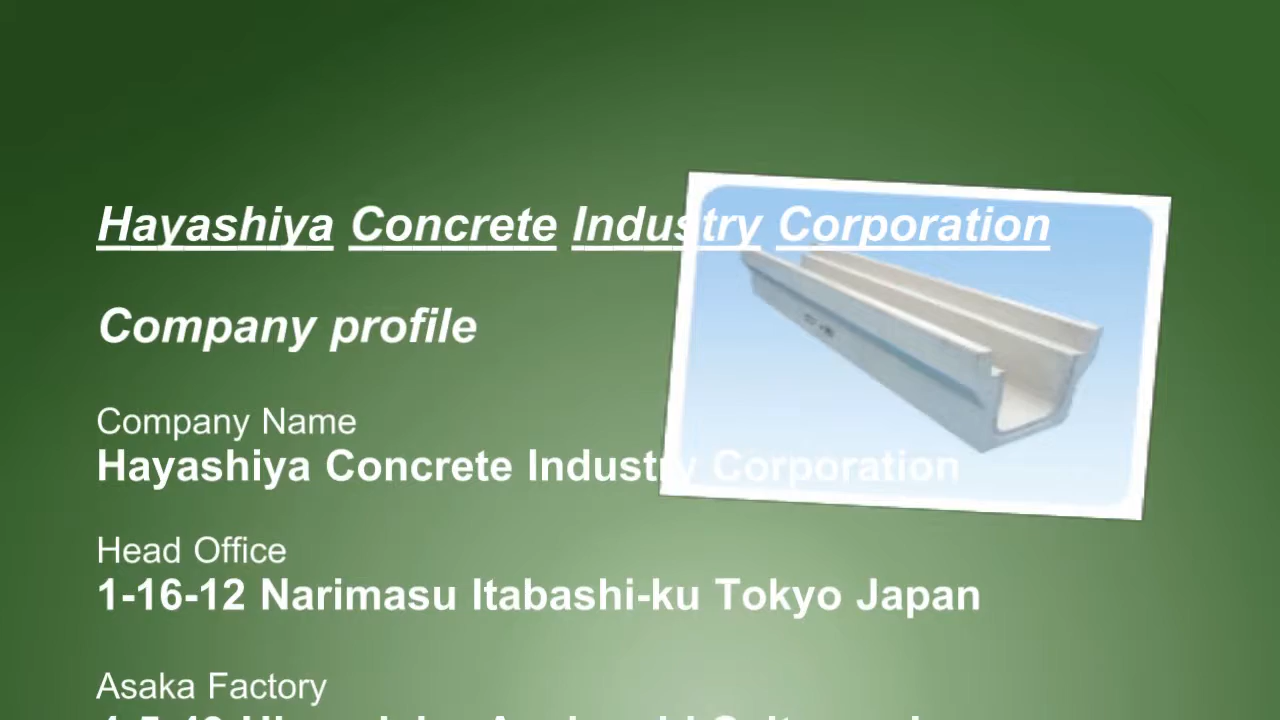 Hayashiya Concrete Industry Corporation
Company profile
Company Name
Hayashiya Concrete Industry Corporation
Head Office
1-16-12 Narimasu Itabashi-ku Tokyo Japan
Asaka Factory